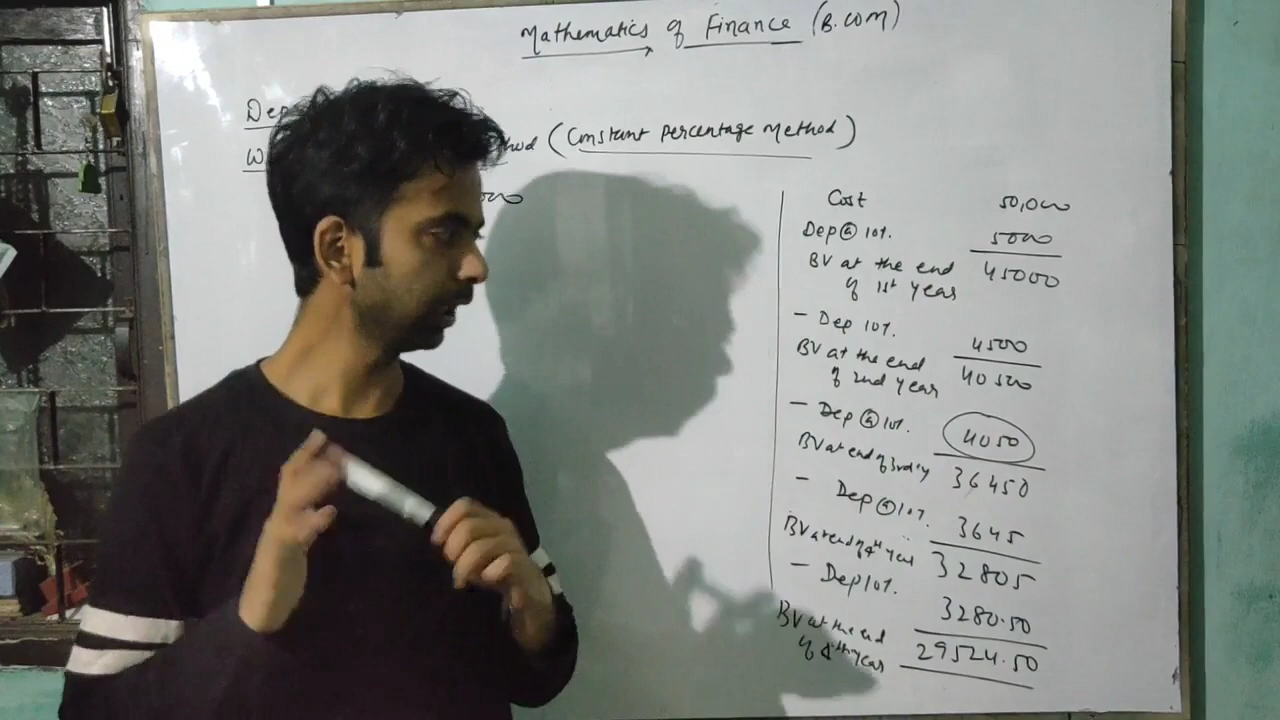 Mathematics of Finance (B.COM)
Dep
(Constant Percentage Method)
Cost 50,000
Dep @ 10%. 5000
BV at the end 45000
of 1st year
- Dep 10%. 4500
BV at the end 40500
of 2nd year
- Dep @ 10%. 4050
BV at end of 3rd y 36450
- Dep @ 10%. 3645
BV at end of 4th year 32805
- Dep 10%. 3280.50
BV at the end 29524.50
of year